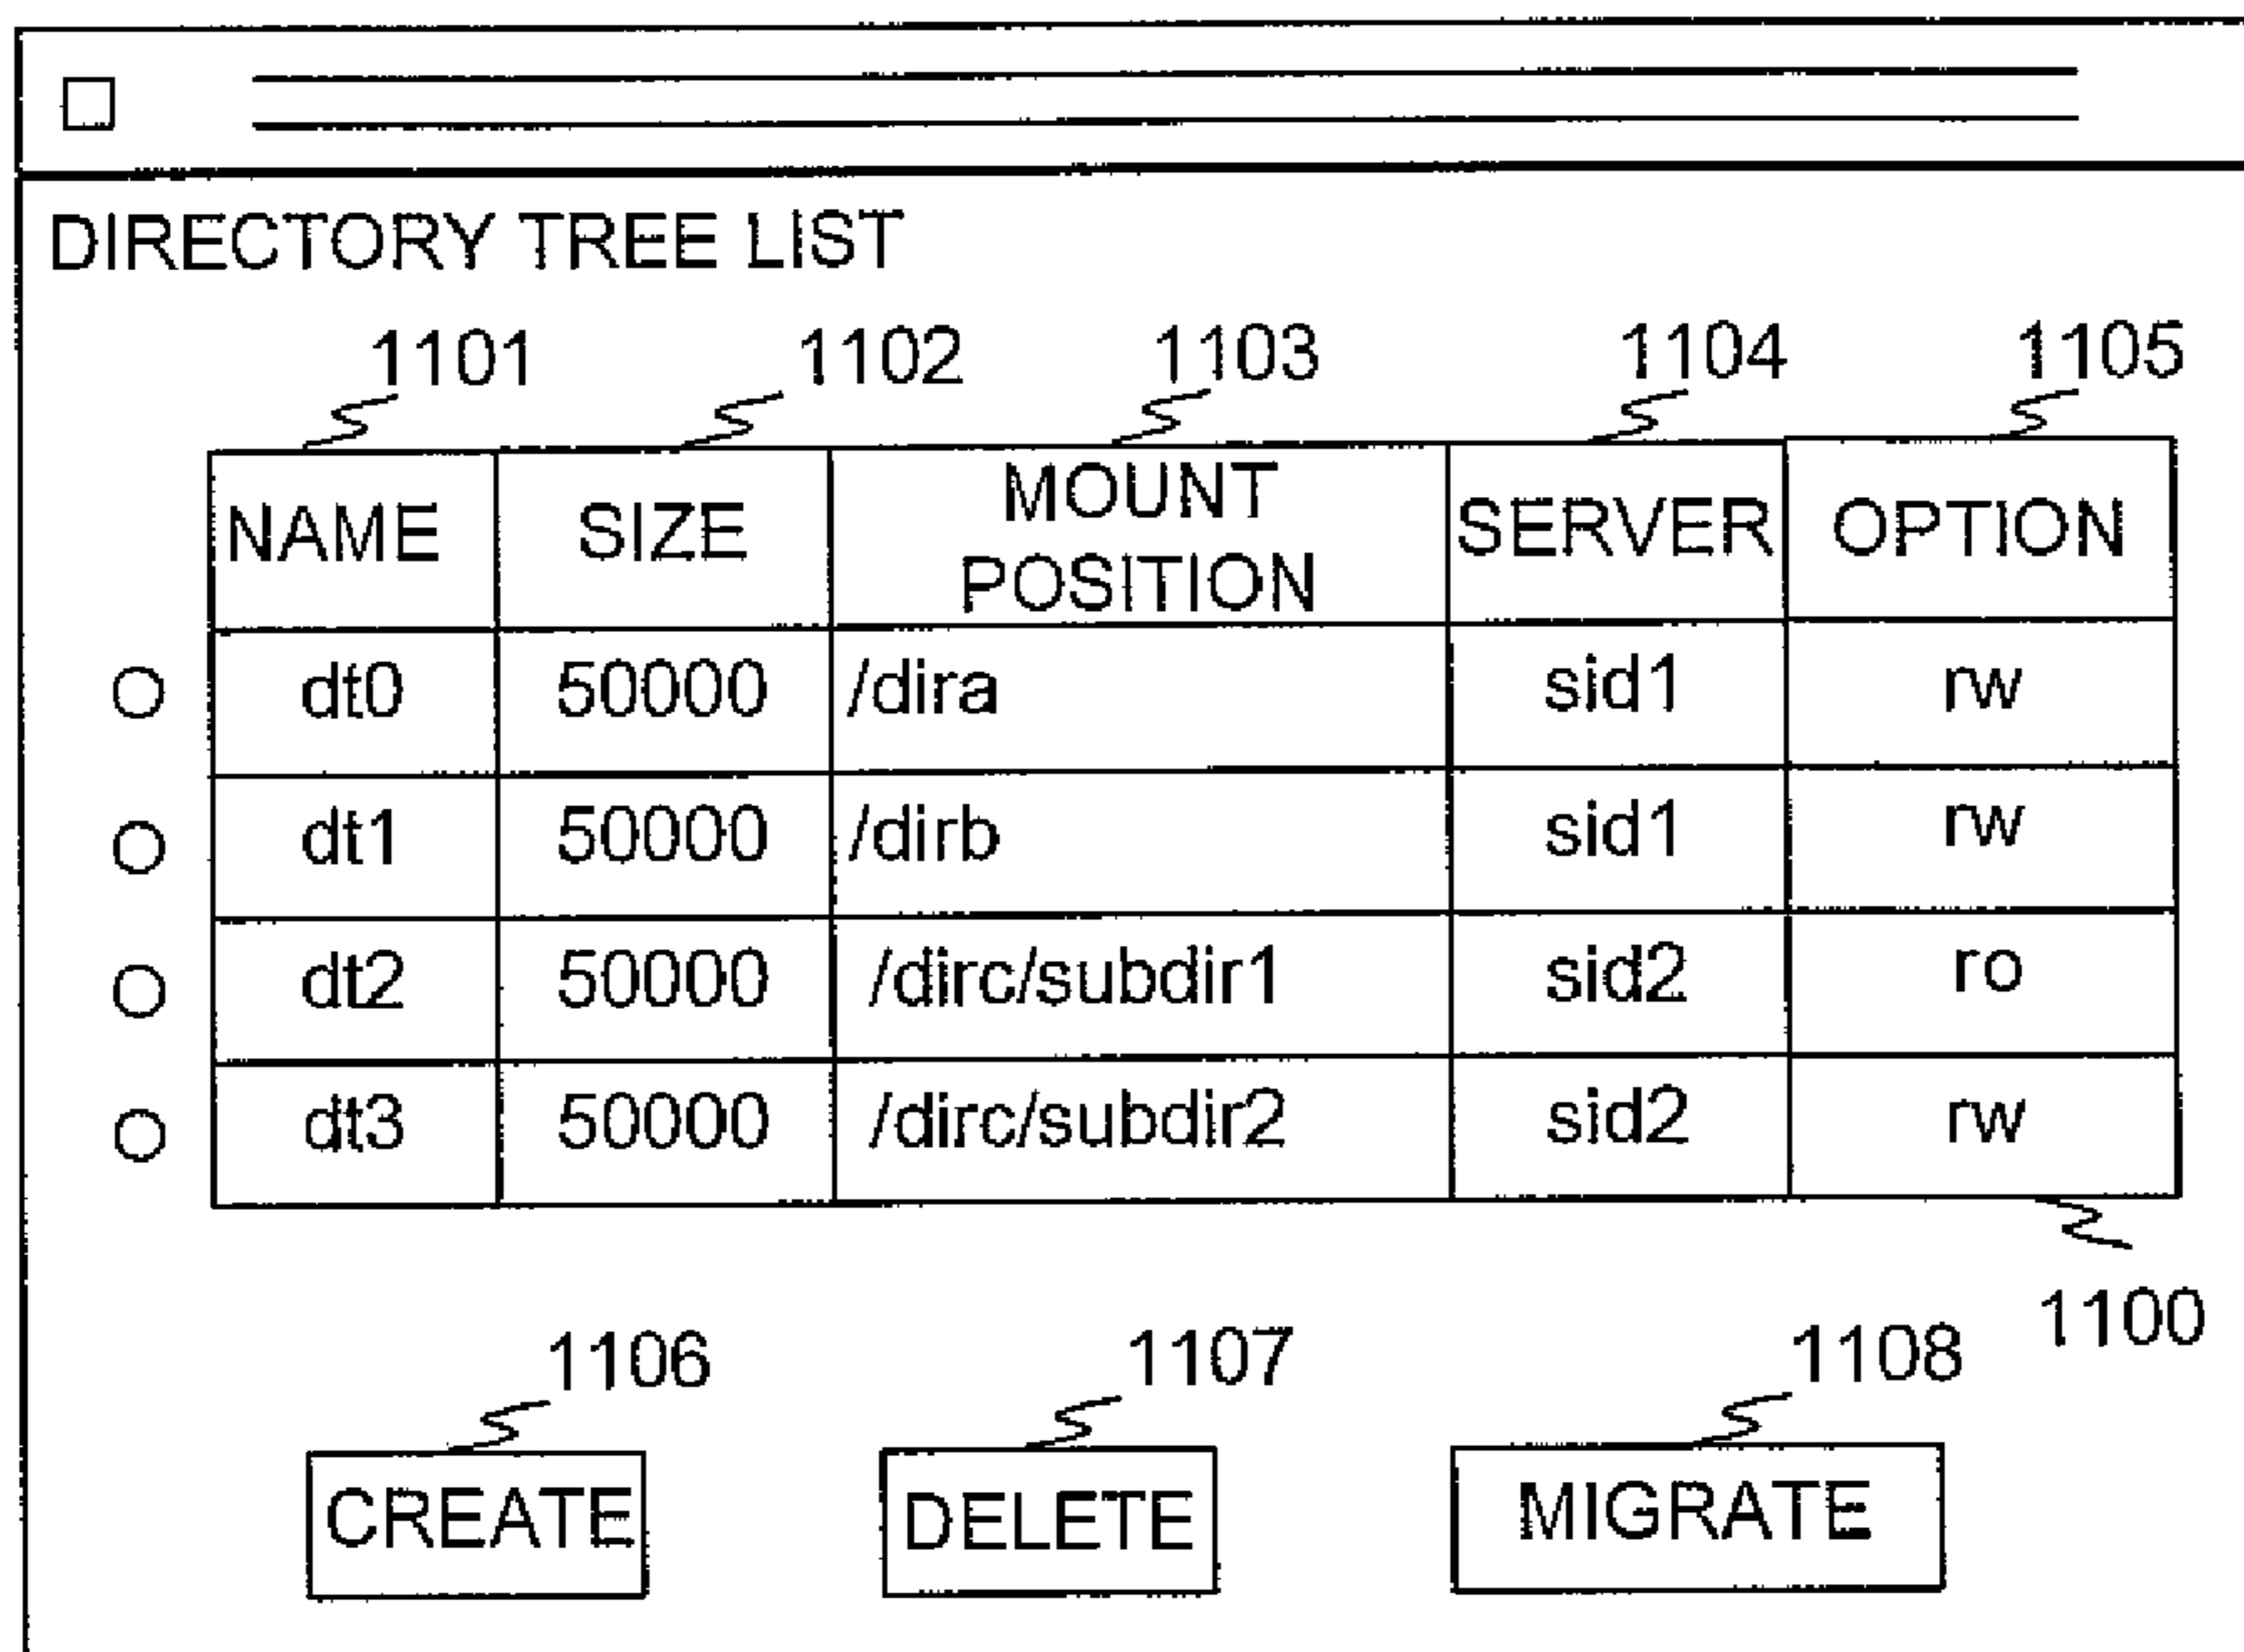 DIRECTORY TREE LIST
1101 1102 1103 1104 1105
NAME SIZE MOUNT POSITION SERVER OPTION
dt0 50000 /dira sid1 rw
dt1 50000 /dirb sid1 rw
dt2 50000 /dirc/subdir1 sid2 ro
dt3 50000 /dirc/subdir2 sid2 rw
1100
1106 1107 1108
CREATE DELETE MIGRATE